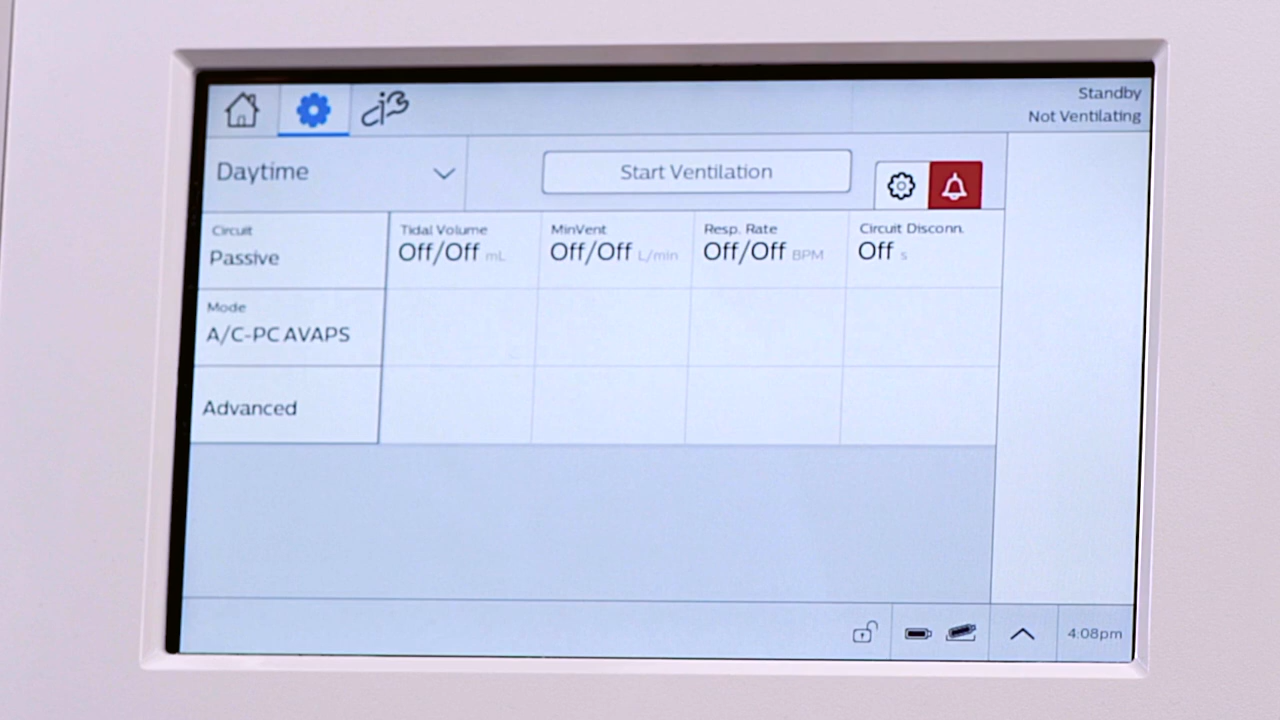 Standby
Not Ventilating
Daytime
Start Ventilation
Circuit
Passive
Tidal Volume
Off/Off mL
MinVent
Off/Off L/min
Resp. Rate
Off/Off BPM
Circuit Disconn.
Off s
Mode
A/C-PC AVAPS
Advanced
4:08pm